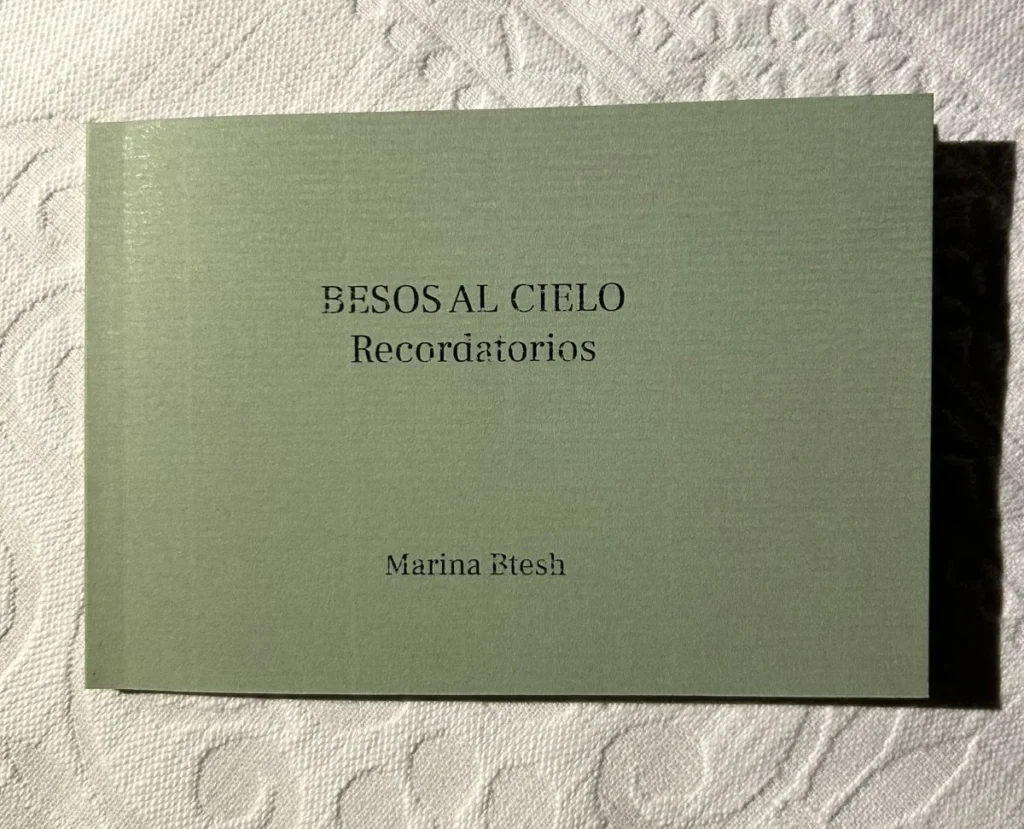 BESOS AL CIELO
Recordatorios
Marina Btesh